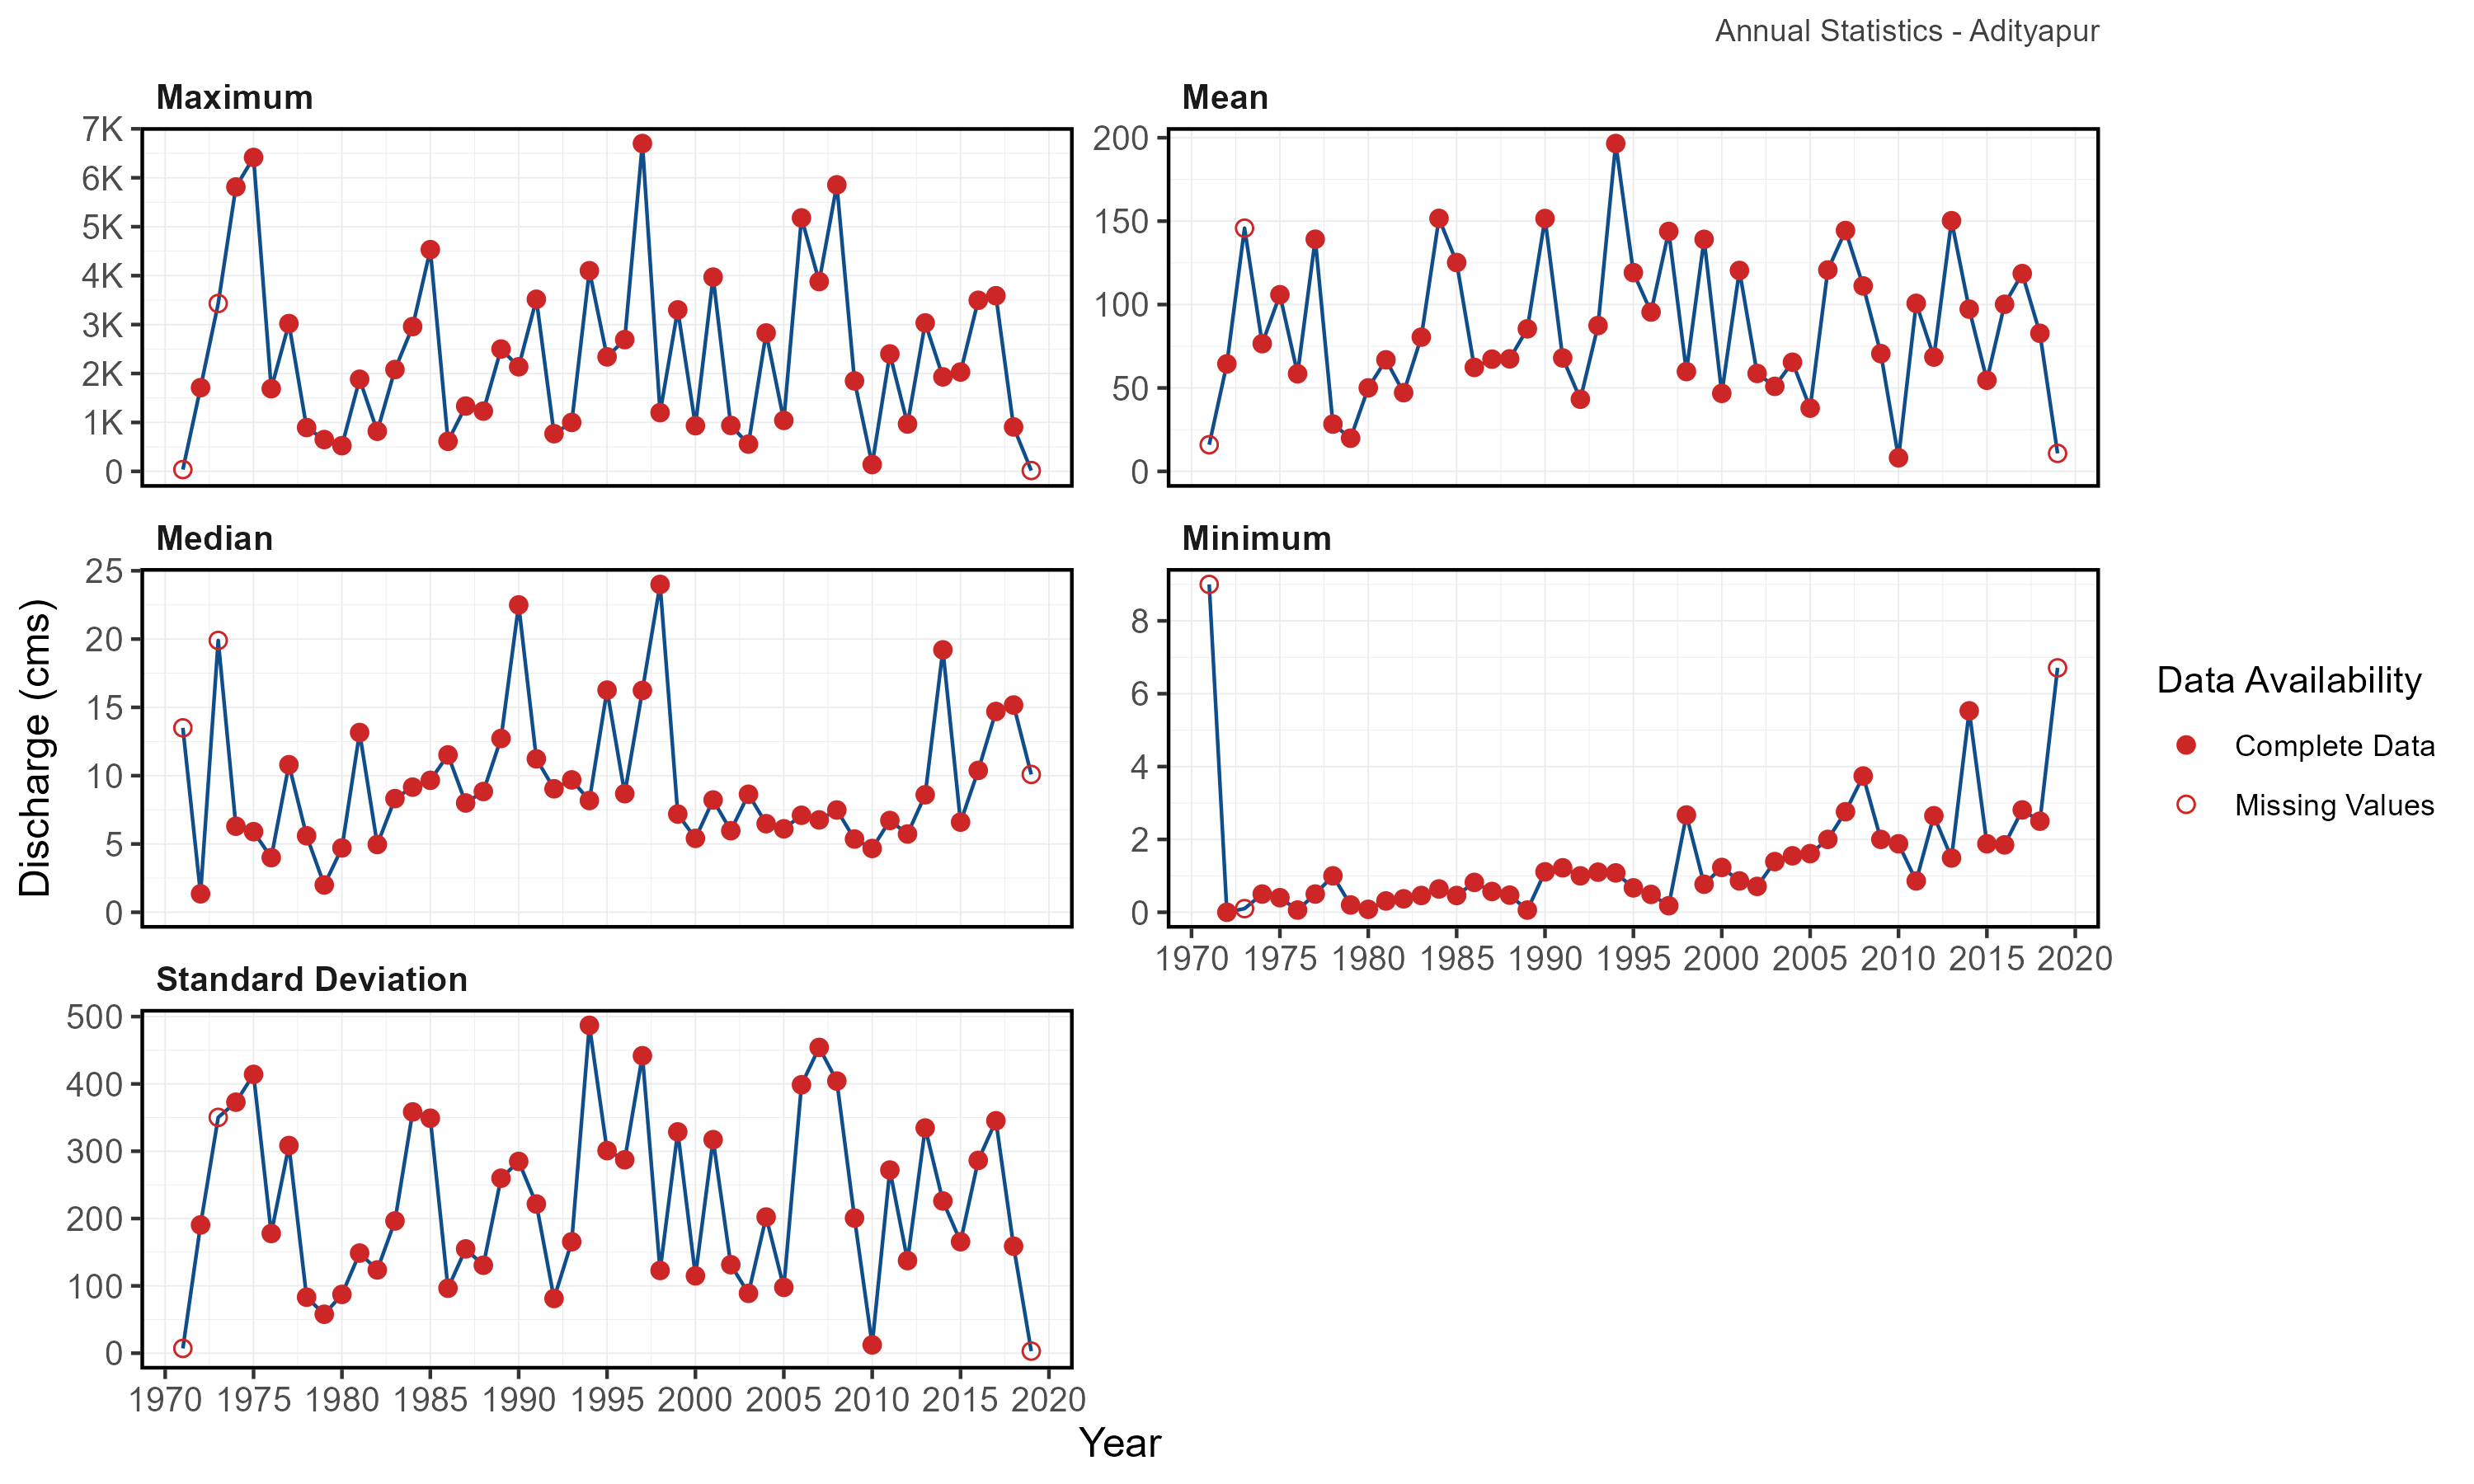 Annual Statistics - Adityapur
Maximum
7K
6K
5K
4K
3K
2K
1K
0
Mean
200
150
100
50
0
Discharge (cms)
Median
25
20
15
10
5
0
Minimum
8
6
4
2
0
1970 1975 1980 1985 1990 1995 2000 2005 2010 2015 2020
Standard Deviation
500
400
300
200
100
0
1970 1975 1980 1985 1990 1995 2000 2005 2010 2015 2020
Year
Data Availability
Complete Data
Missing Values